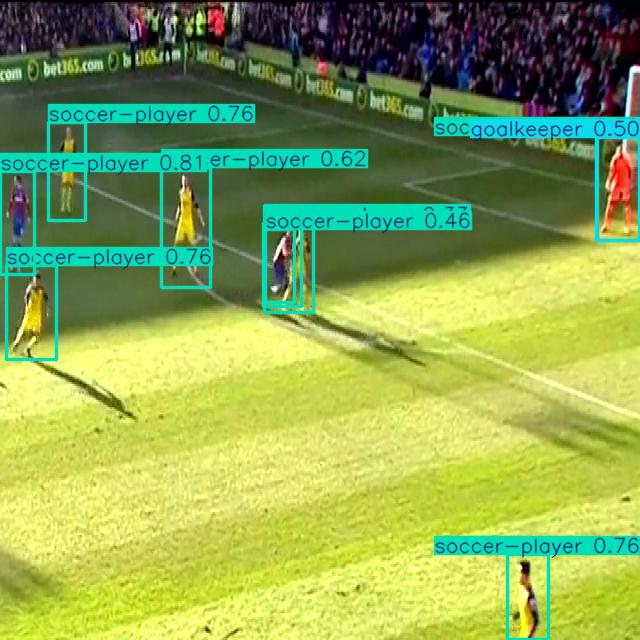 .com bet365.com bet365.com bet365.com bet365.com
soccer-player 0.76
soc goalkeeper 0.50
soccer-player 0.81 er-player 0.62
soccer-player 0.46
soccer-player 0.76
soccer-player 0.76